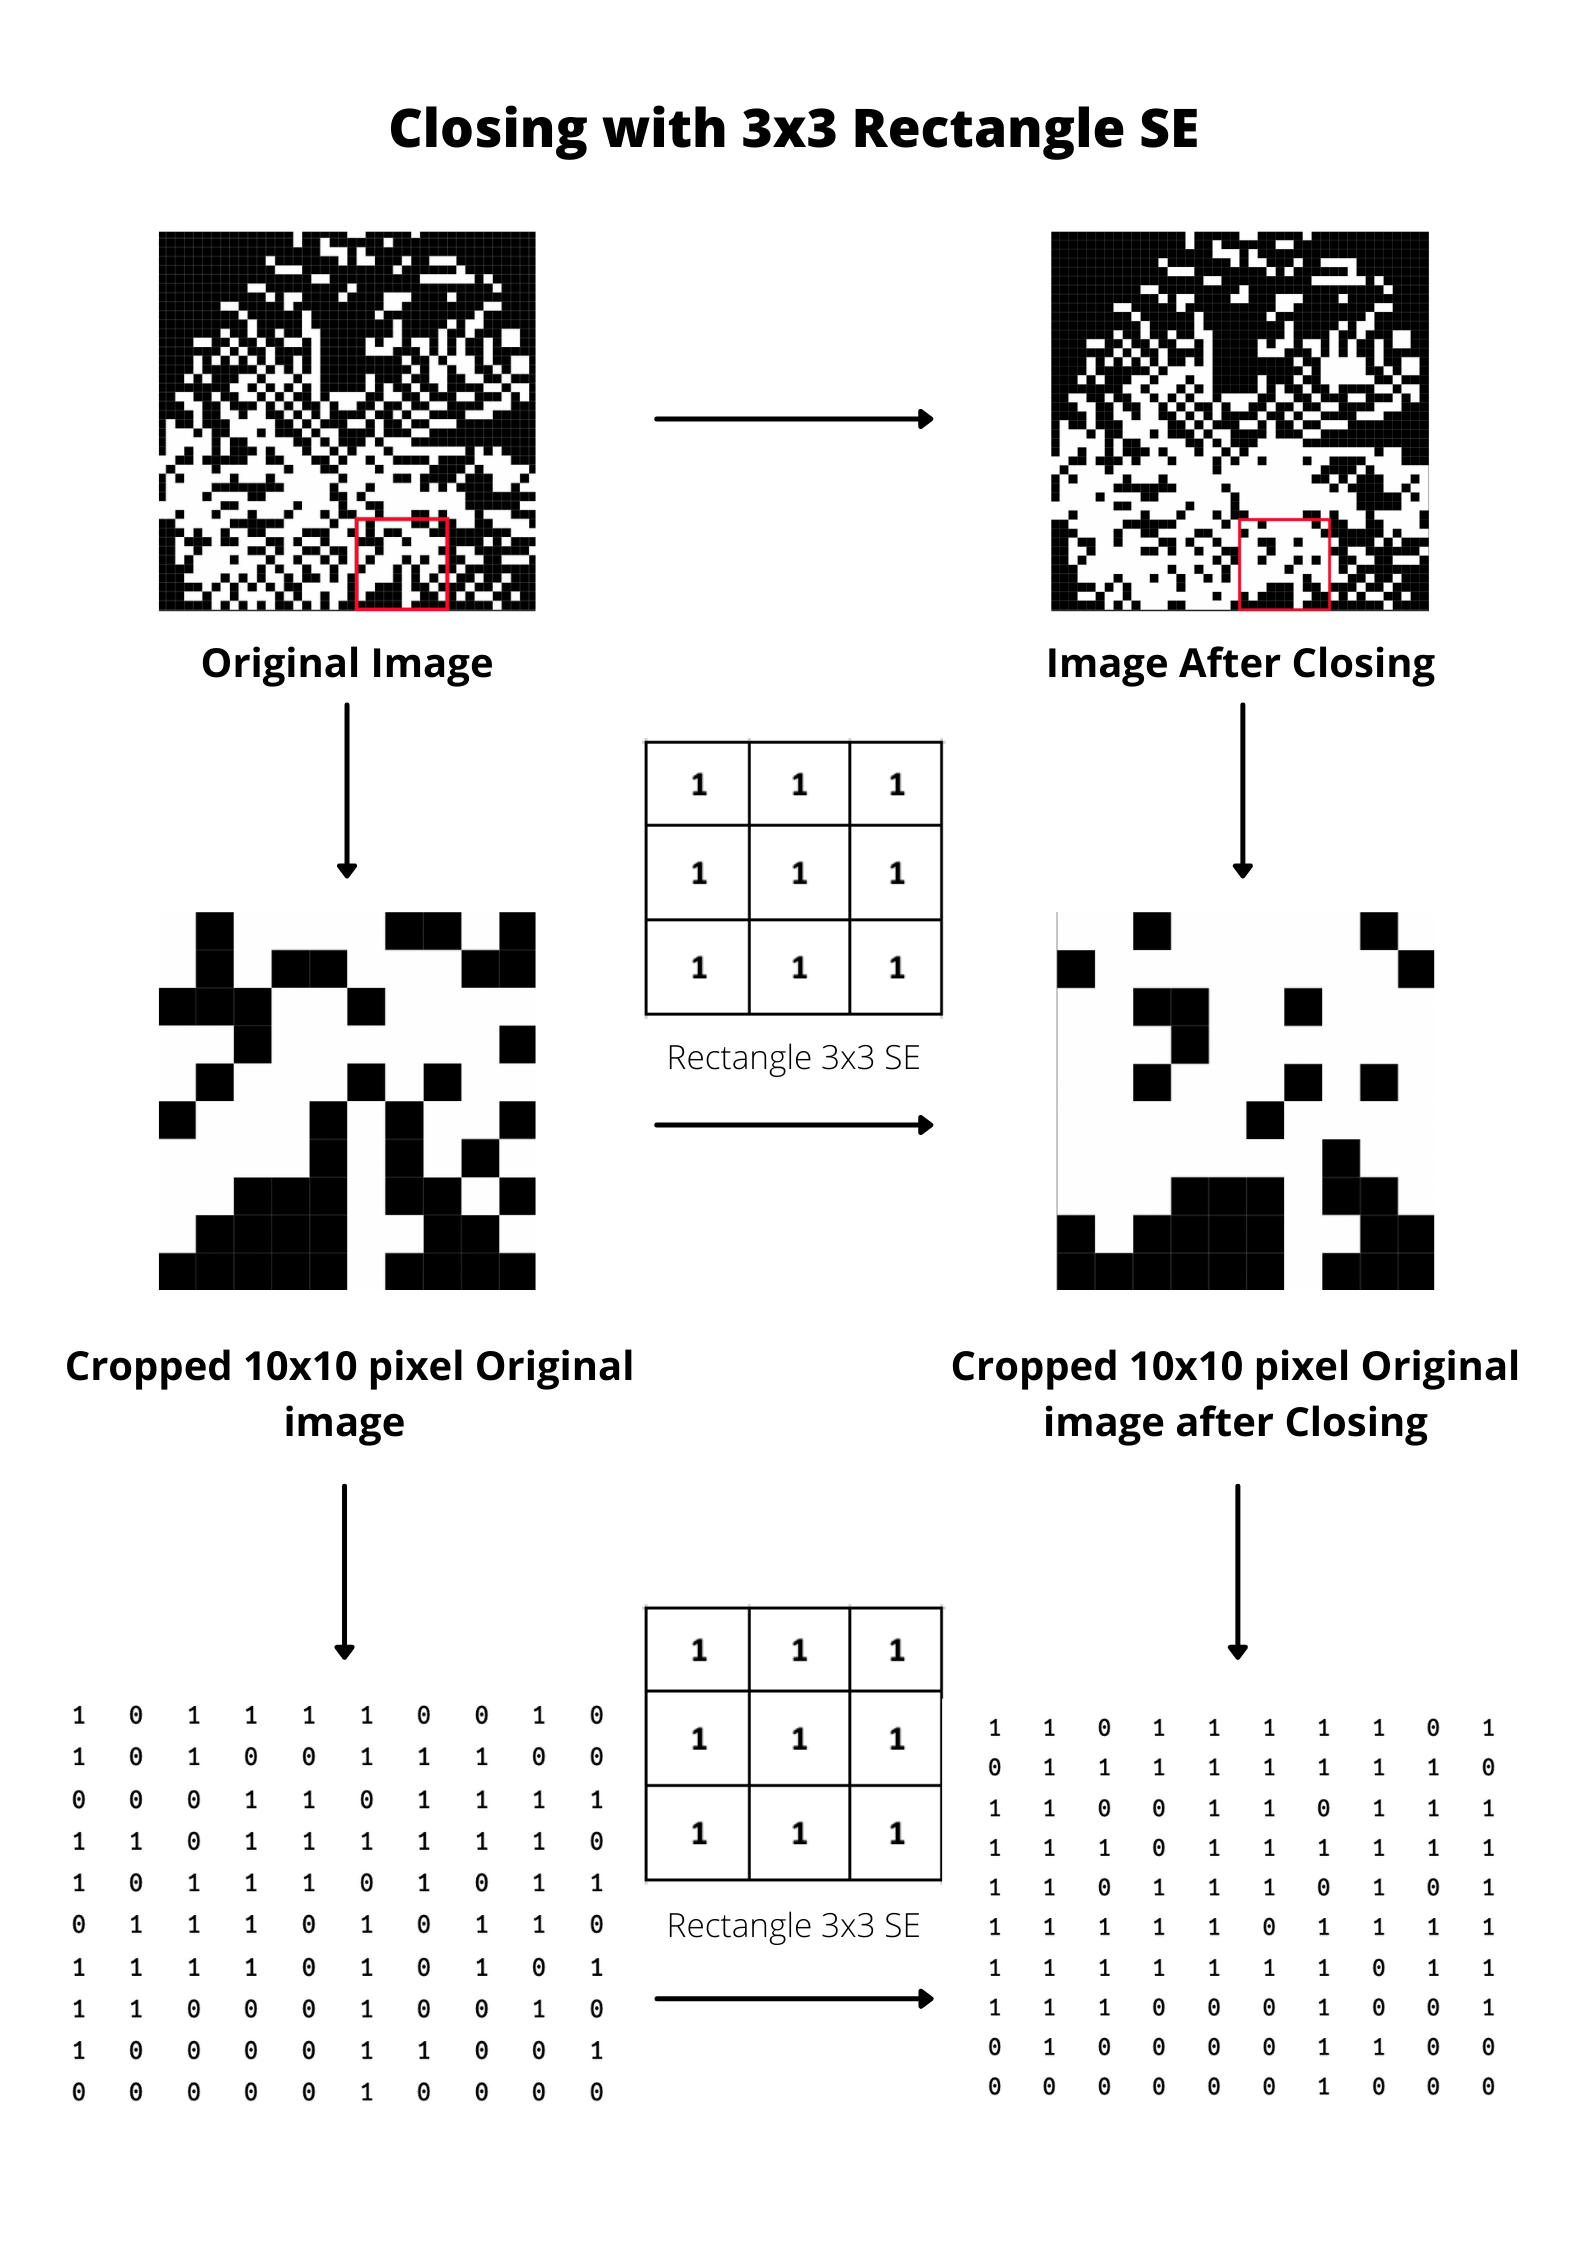 Closing with 3x3 Rectangle SE
Original Image
Image After Closing
1 1 1
1 1 1
1 1 1
Rectangle 3x3 SE
Cropped 10x10 pixel Original
image
Cropped 10x10 pixel Original
image after Closing
1 0 1 1 1 1 0 0 1 0
1 0 1 0 0 1 1 1 0 0
0 0 0 1 1 0 1 1 1 1
1 1 0 1 1 1 1 1 1 0
1 0 1 1 1 0 1 0 1 1
0 1 1 1 0 1 0 1 1 0
1 1 1 1 0 1 0 1 0 1
1 1 0 0 0 1 0 0 1 0
1 0 0 0 0 1 1 0 0 1
0 0 0 0 0 1 0 0 0 0
1 1 1
1 1 1
1 1 1
Rectangle 3x3 SE
1 1 0 1 1 1 1 1 0 1
0 1 1 1 1 1 1 1 1 0
1 1 0 0 1 1 0 1 1 1
1 1 1 0 1 1 1 1 1 1
1 1 0 1 1 1 0 1 0 1
1 1 1 1 1 0 1 1 1 1
1 1 1 1 1 1 1 0 1 1
1 1 1 0 0 0 1 0 0 1
0 1 0 0 0 0 1 1 0 0
0 0 0 0 0 0 1 0 0 0